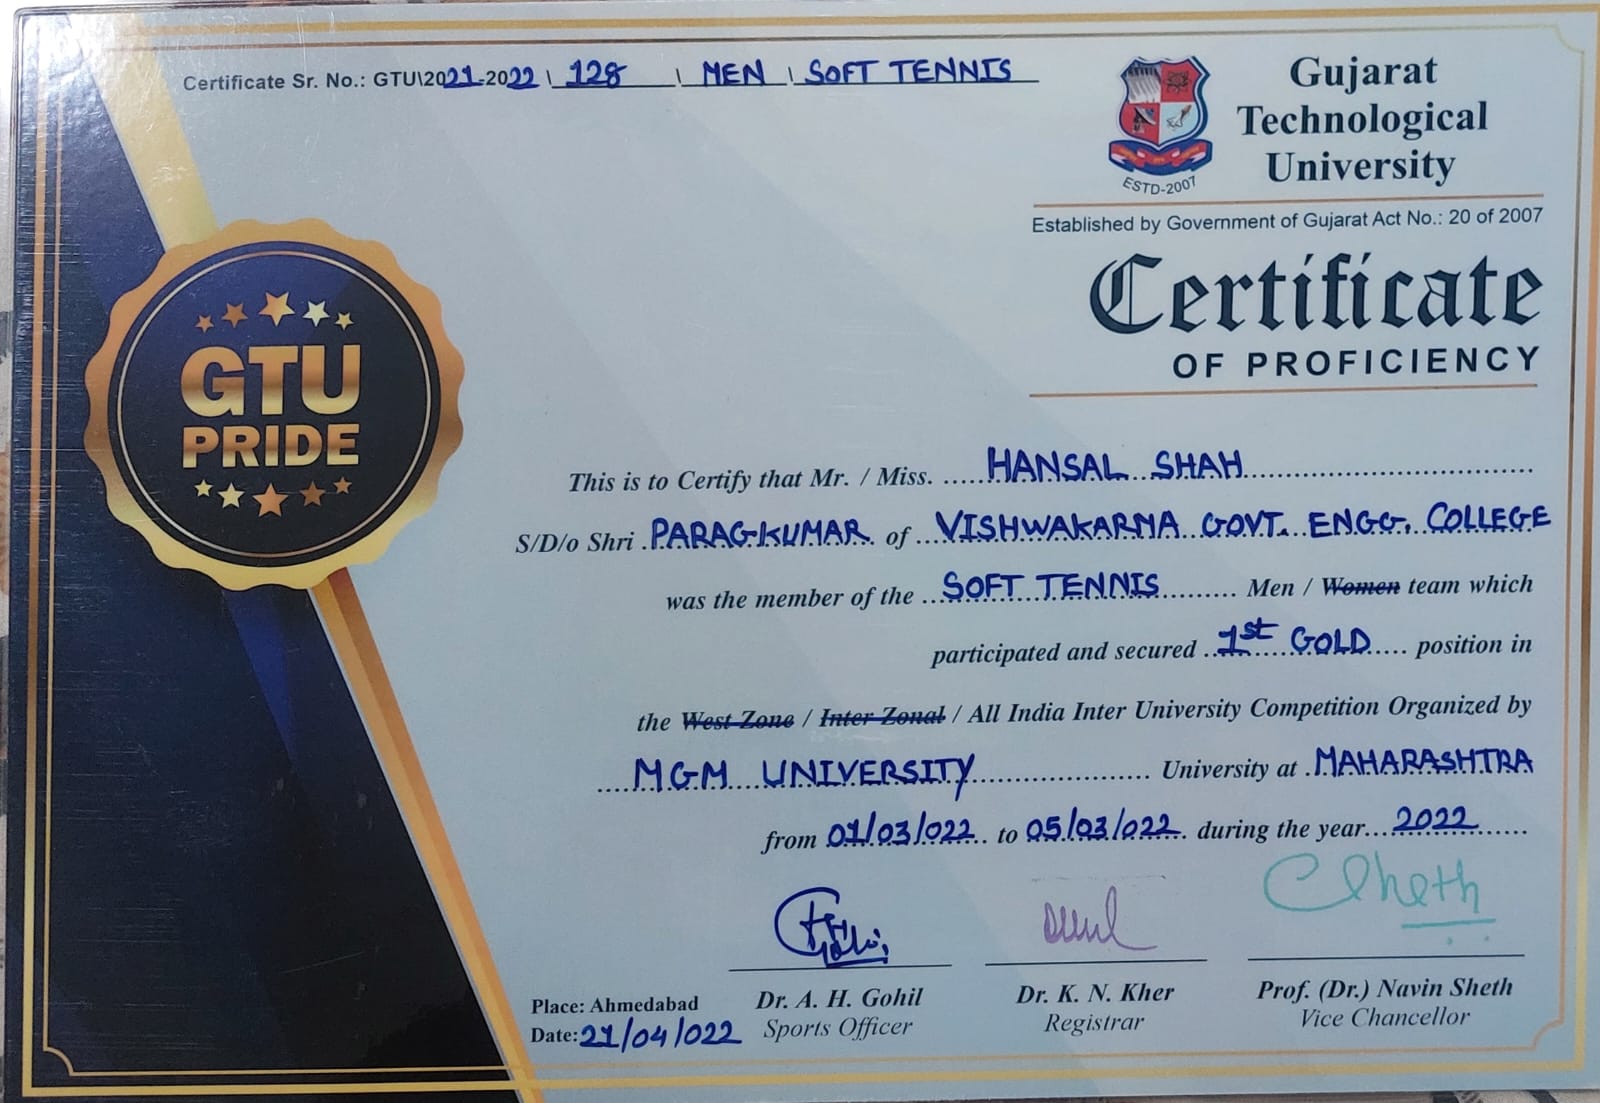 Certificate Sr. No.: GTU\2021-2022 \ 128 \ MEN \ SOFT TENNIS
Gujarat
Technological
University
ESTD-2007
Established by Government of Gujarat Act No.: 20 of 2007
Certificate
OF PROFICIENCY
GTU
PRIDE
This is to Certify that Mr. / Miss. .....HANSAL SHAH...............................
S/D/o Shri .PARAGKUMAR. of ...VISHWAKARMA GOVT. ENGG. COLLEGE
was the member of the ...SOFT TENNIS.......... Men / Women team which
participated and secured ..1st GOLD..... position in
the West Zone / Inter Zonal / All India Inter University Competition Organized by
....MGM UNIVERSITY...................... University at .MAHARASHTRA
from 01/03/022. to 05/03/022. during the year...2022.......
Dr. A. H. Gohil
Sports Officer
Dr. K. N. Kher
Registrar
Cheth
Prof. (Dr.) Navin Sheth
Vice Chancellor
Place: Ahmedabad
Date: 21/04/022